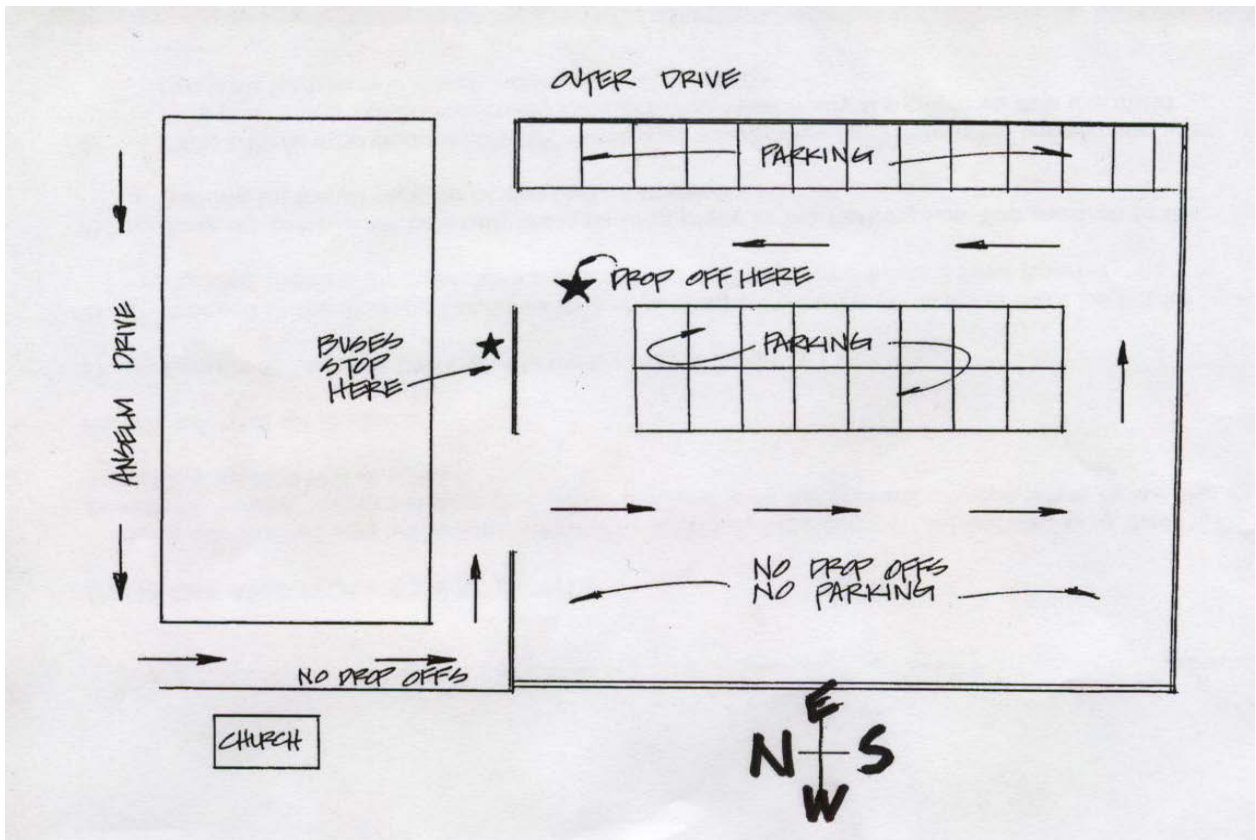 OUTER DRIVE
PARKING
DROP OFF HERE
BUSES
STOP
HERE
PARKING
ANSELM DRIVE
NO DROP OFFS
NO PARKING
NO DROP OFFS
CHURCH
E
N S
W